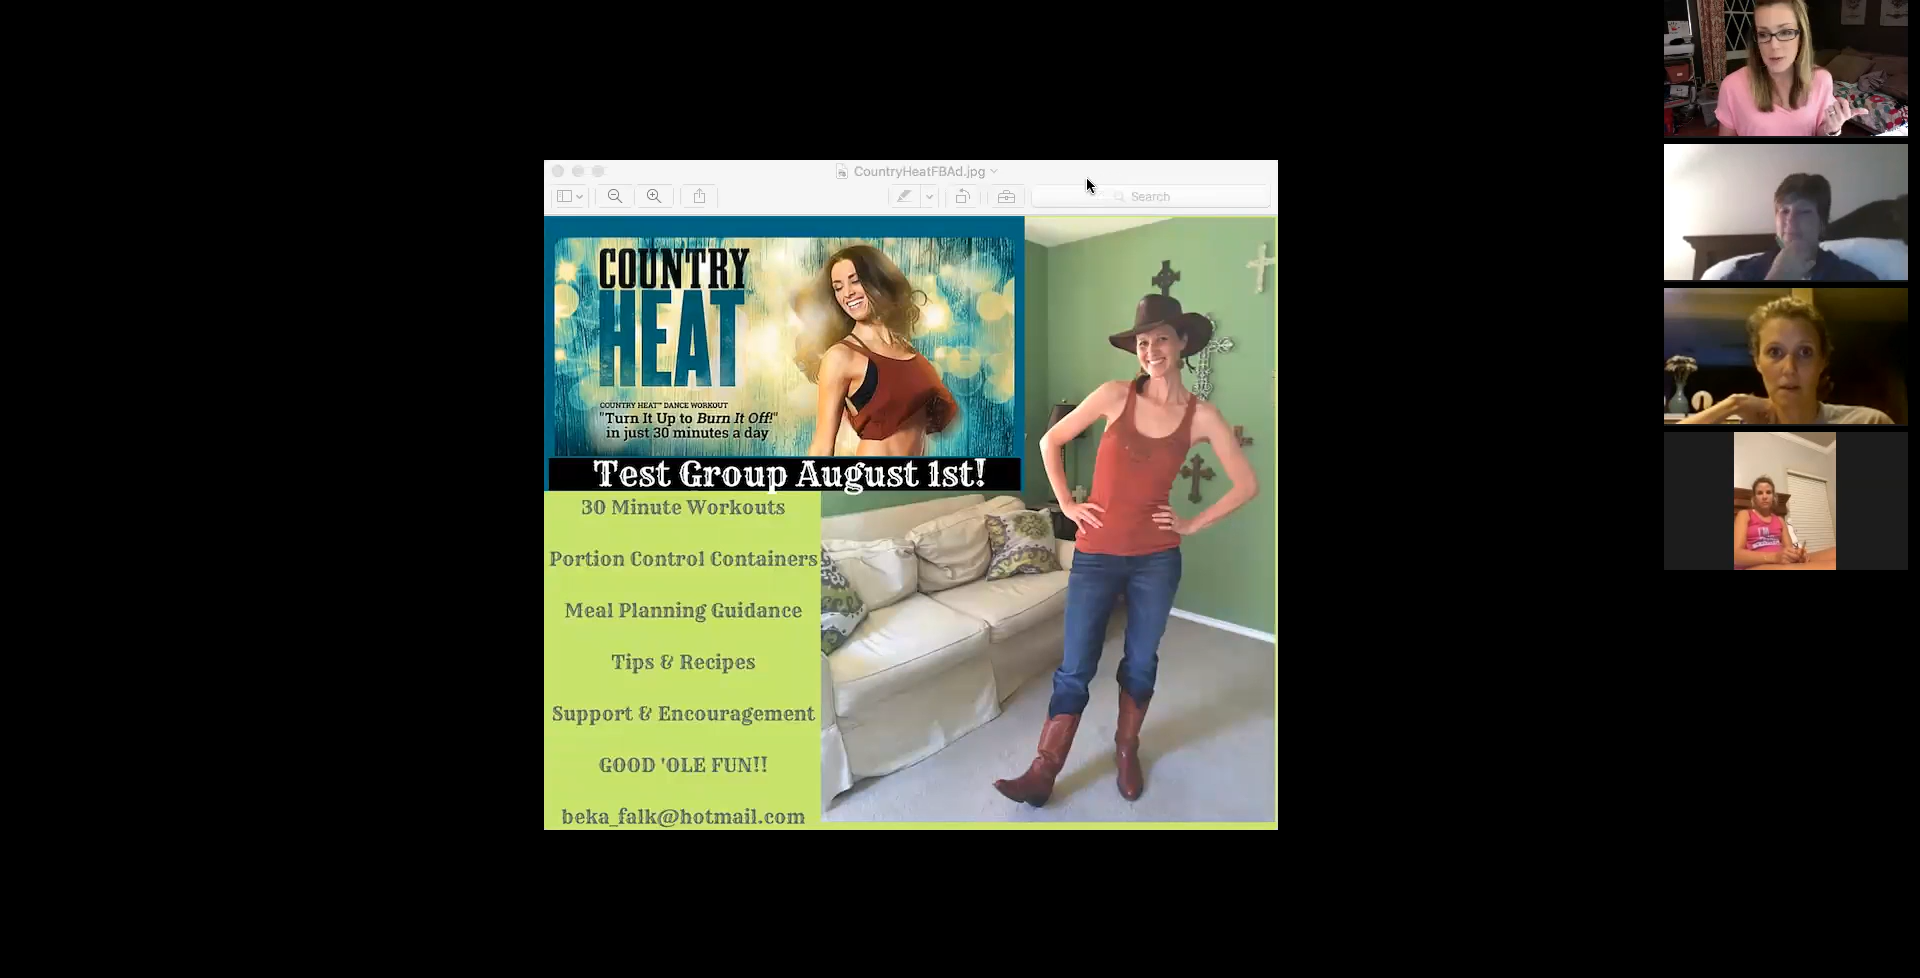 CountryHeatFBAd.jpg
Search
COUNTRY
HEAT
COUNTRY HEAT™ DANCE WORKOUT
"Turn It Up to Burn It Off!"
in just 30 minutes a day
Test Group August 1st!
30 Minute Workouts
Portion Control Containers
Meal Planning Guidance
Tips & Recipes
Support & Encouragement
GOOD 'OLE FUN!!
beka_falk@hotmail.com